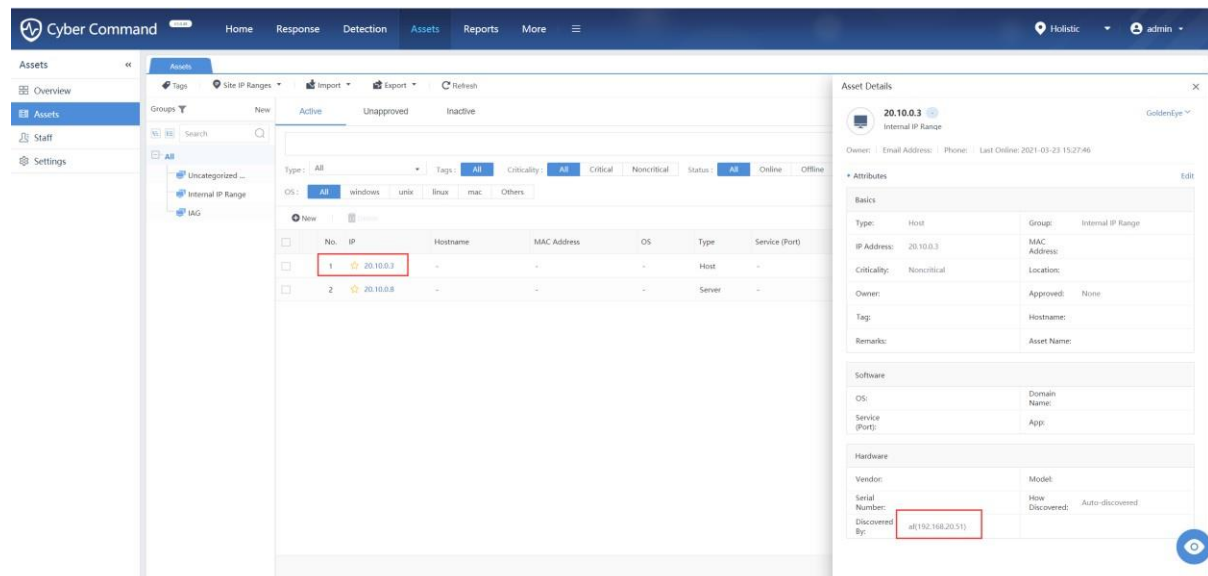 Cyber Command
Home Response Detection Assets Reports More
Holistic admin
Assets «
Overview
Assets
Staff
Settings
Assets
Tags Site IP Ranges Import Export Refresh
Groups New
Search
All
Uncategorized ...
Internal IP Range
IAG
Active Unapproved Inactive
Type: All Tags: All Criticality: All Critical Noncritical Status: All Online Offline
OS: All windows unix linux mac Others
New
No. IP Hostname MAC Address OS Type Service (Port)
1 20.10.0.3 - - - Host -
2 20.10.0.8 - - - Server -
Asset Details ×
20.10.0.3 GoldenEye
Internal IP Range
Owner: Email Address: Phone: Last Online: 2021-03-23 15:27:46
Attributes Edit
Basics
Type: Host Group: Internal IP Range
IP Address: 20.10.0.3 MAC Address:
Criticality: Noncritical Location:
Owner: Approved: None
Tag: Hostname:
Remarks: Asset Name:
Software
OS: Domain Name:
Service (Port): App:
Hardware
Vendor: Model:
Serial Number: How Discovered: Auto-discovered
Discovered By: af(192.168.20.51)